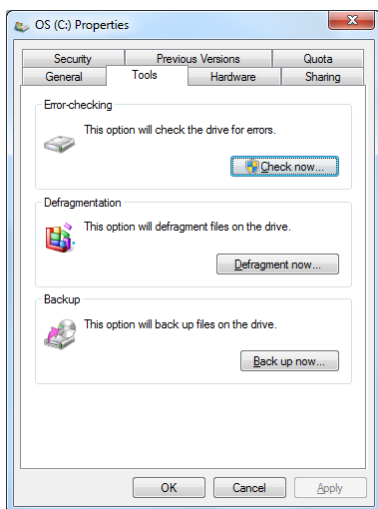 OS (C:) Properties
Security Previous Versions Quota
General Tools Hardware Sharing
Error-checking
This option will check the drive for errors.
Check now...
Defragmentation
This option will defragment files on the drive.
Defragment now...
Backup
This option will back up files on the drive.
Back up now...
OK Cancel Apply